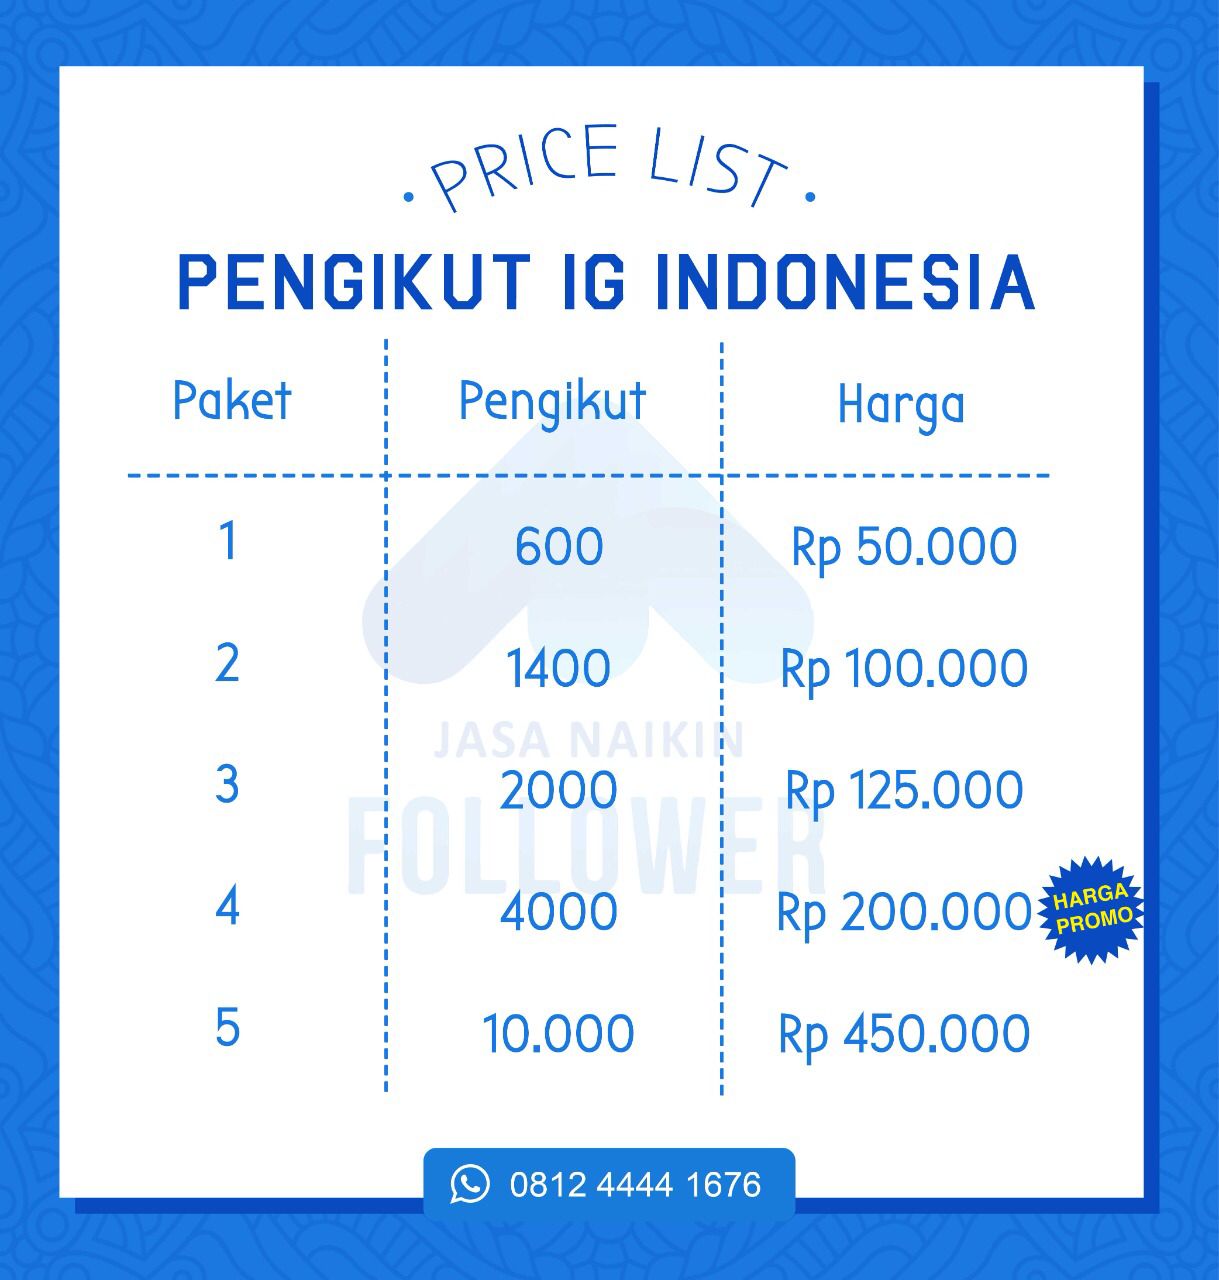 PRICE LIST
PENGIKUT IG INDONESIA
Paket Pengikut Harga
1 600 Rp 50.000
2 1400 Rp 100.000
JASA NAIKIN
3 2000 Rp 125.000
FOLLOWER
4 4000 Rp 200.000 HARGA PROMO
5 10.000 Rp 450.000
0812 4444 1676